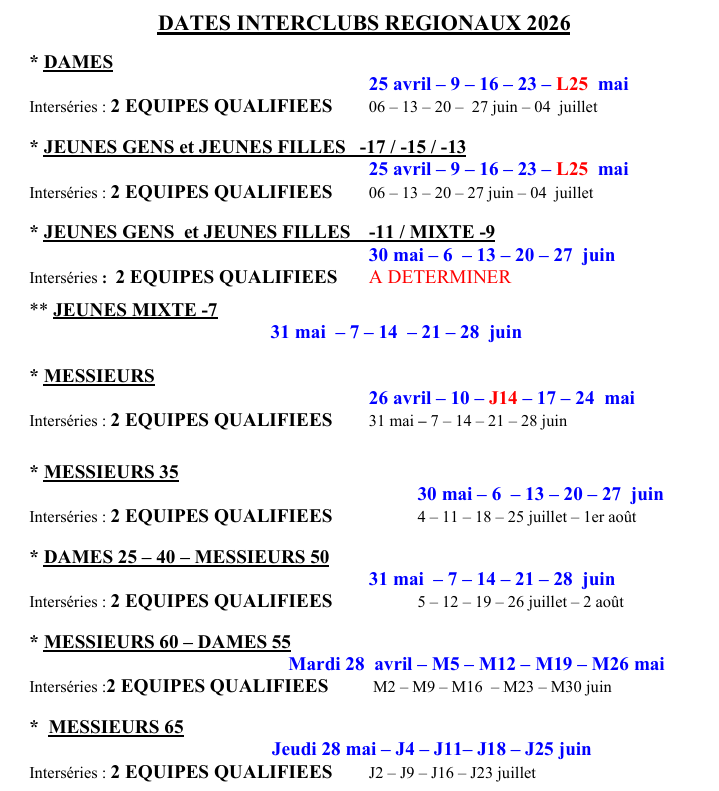 DATES INTERCLUBS REGIONAUX 2026
* DAMES
25 avril – 9 – 16 – 23 – L25 mai
Interséries : 2 EQUIPES QUALIFIEES 06 – 13 – 20 – 27 juin – 04 juillet
* JEUNES GENS et JEUNES FILLES -17 / -15 / -13
25 avril – 9 – 16 – 23 – L25 mai
Interséries : 2 EQUIPES QUALIFIEES 06 – 13 – 20 – 27 juin – 04 juillet
* JEUNES GENS et JEUNES FILLES -11 / MIXTE -9
30 mai – 6 – 13 – 20 – 27 juin
Interséries : 2 EQUIPES QUALIFIEES A DETERMINER
** JEUNES MIXTE -7
31 mai – 7 – 14 – 21 – 28 juin
* MESSIEURS
26 avril – 10 – J14 – 17 – 24 mai
Interséries : 2 EQUIPES QUALIFIEES 31 mai – 7 – 14 – 21 – 28 juin
* MESSIEURS 35
30 mai – 6 – 13 – 20 – 27 juin
Interséries : 2 EQUIPES QUALIFIEES 4 – 11 – 18 – 25 juillet – 1er août
* DAMES 25 – 40 – MESSIEURS 50
31 mai – 7 – 14 – 21 – 28 juin
Interséries : 2 EQUIPES QUALIFIEES 5 – 12 – 19 – 26 juillet – 2 août
* MESSIEURS 60 – DAMES 55
Mardi 28 avril – M5 – M12 – M19 – M26 mai
Interséries :2 EQUIPES QUALIFIEES M2 – M9 – M16 – M23 – M30 juin
* MESSIEURS 65
Jeudi 28 mai – J4 – J11– J18 – J25 juin
Interséries : 2 EQUIPES QUALIFIEES J2 – J9 – J16 – J23 juillet